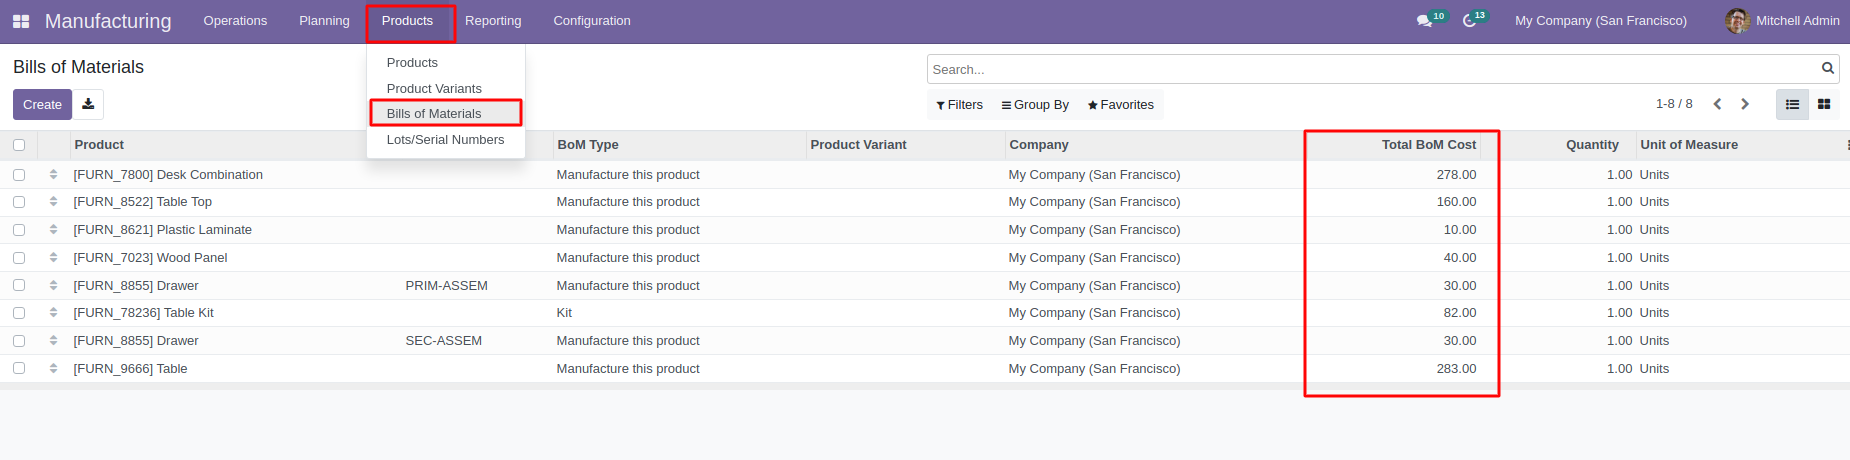 Manufacturing Operations Planning Products Reporting Configuration 10 13 My Company (San Francisco) Mitchell Admin
Bills of Materials
Products
Product Variants
Bills of Materials
Lots/Serial Numbers
Search...
Create
Filters Group By Favorites 1-8 / 8
Product BoM Type Product Variant Company Total BoM Cost Quantity Unit of Measure
[FURN_7800] Desk Combination Manufacture this product My Company (San Francisco) 278.00 1.00 Units
[FURN_8522] Table Top Manufacture this product My Company (San Francisco) 160.00 1.00 Units
[FURN_8621] Plastic Laminate Manufacture this product My Company (San Francisco) 10.00 1.00 Units
[FURN_7023] Wood Panel Manufacture this product My Company (San Francisco) 40.00 1.00 Units
[FURN_8855] Drawer PRIM-ASSEM Manufacture this product My Company (San Francisco) 30.00 1.00 Units
[FURN_78236] Table Kit Kit My Company (San Francisco) 82.00 1.00 Units
[FURN_8855] Drawer SEC-ASSEM Manufacture this product My Company (San Francisco) 30.00 1.00 Units
[FURN_9666] Table Manufacture this product My Company (San Francisco) 283.00 1.00 Units